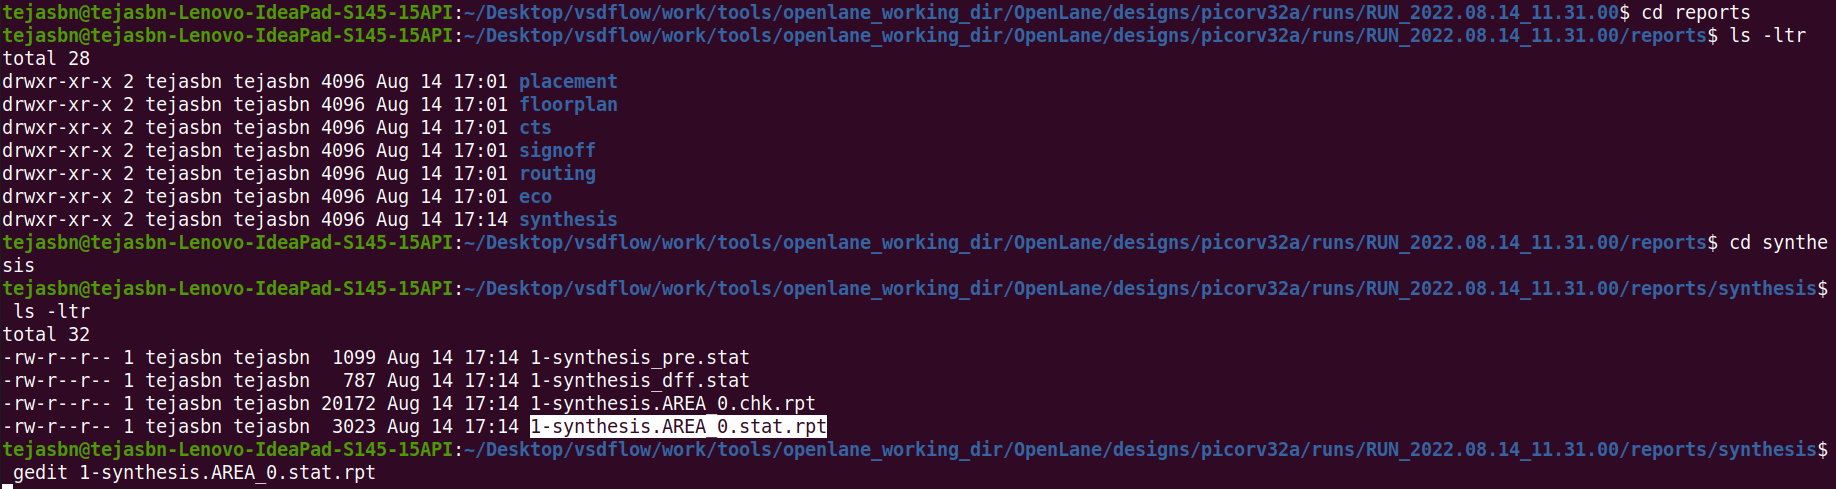 tejasbn@tejasbn-Lenovo-IdeaPad-S145-15API:~/Desktop/vsdflow/work/tools/openlane_working_dir/OpenLane/designs/picorv32a/runs/RUN_2022.08.14_11.31.00$ cd reports
tejasbn@tejasbn-Lenovo-IdeaPad-S145-15API:~/Desktop/vsdflow/work/tools/openlane_working_dir/OpenLane/designs/picorv32a/runs/RUN_2022.08.14_11.31.00/reports$ ls -ltr
total 28
drwxr-xr-x 2 tejasbn tejasbn 4096 Aug 14 17:01 placement
drwxr-xr-x 2 tejasbn tejasbn 4096 Aug 14 17:01 floorplan
drwxr-xr-x 2 tejasbn tejasbn 4096 Aug 14 17:01 cts
drwxr-xr-x 2 tejasbn tejasbn 4096 Aug 14 17:01 signoff
drwxr-xr-x 2 tejasbn tejasbn 4096 Aug 14 17:01 routing
drwxr-xr-x 2 tejasbn tejasbn 4096 Aug 14 17:01 eco
drwxr-xr-x 2 tejasbn tejasbn 4096 Aug 14 17:14 synthesis
tejasbn@tejasbn-Lenovo-IdeaPad-S145-15API:~/Desktop/vsdflow/work/tools/openlane_working_dir/OpenLane/designs/picorv32a/runs/RUN_2022.08.14_11.31.00/reports$ cd synthe
sis
tejasbn@tejasbn-Lenovo-IdeaPad-S145-15API:~/Desktop/vsdflow/work/tools/openlane_working_dir/OpenLane/designs/picorv32a/runs/RUN_2022.08.14_11.31.00/reports/synthesis$
 ls -ltr
total 32
-rw-r--r-- 1 tejasbn tejasbn  1099 Aug 14 17:14 1-synthesis_pre.stat
-rw-r--r-- 1 tejasbn tejasbn   787 Aug 14 17:14 1-synthesis_dff.stat
-rw-r--r-- 1 tejasbn tejasbn 20172 Aug 14 17:14 1-synthesis.AREA_0.chk.rpt
-rw-r--r-- 1 tejasbn tejasbn  3023 Aug 14 17:14 1-synthesis.AREA_0.stat.rpt
tejasbn@tejasbn-Lenovo-IdeaPad-S145-15API:~/Desktop/vsdflow/work/tools/openlane_working_dir/OpenLane/designs/picorv32a/runs/RUN_2022.08.14_11.31.00/reports/synthesis$
 gedit 1-synthesis.AREA_0.stat.rpt